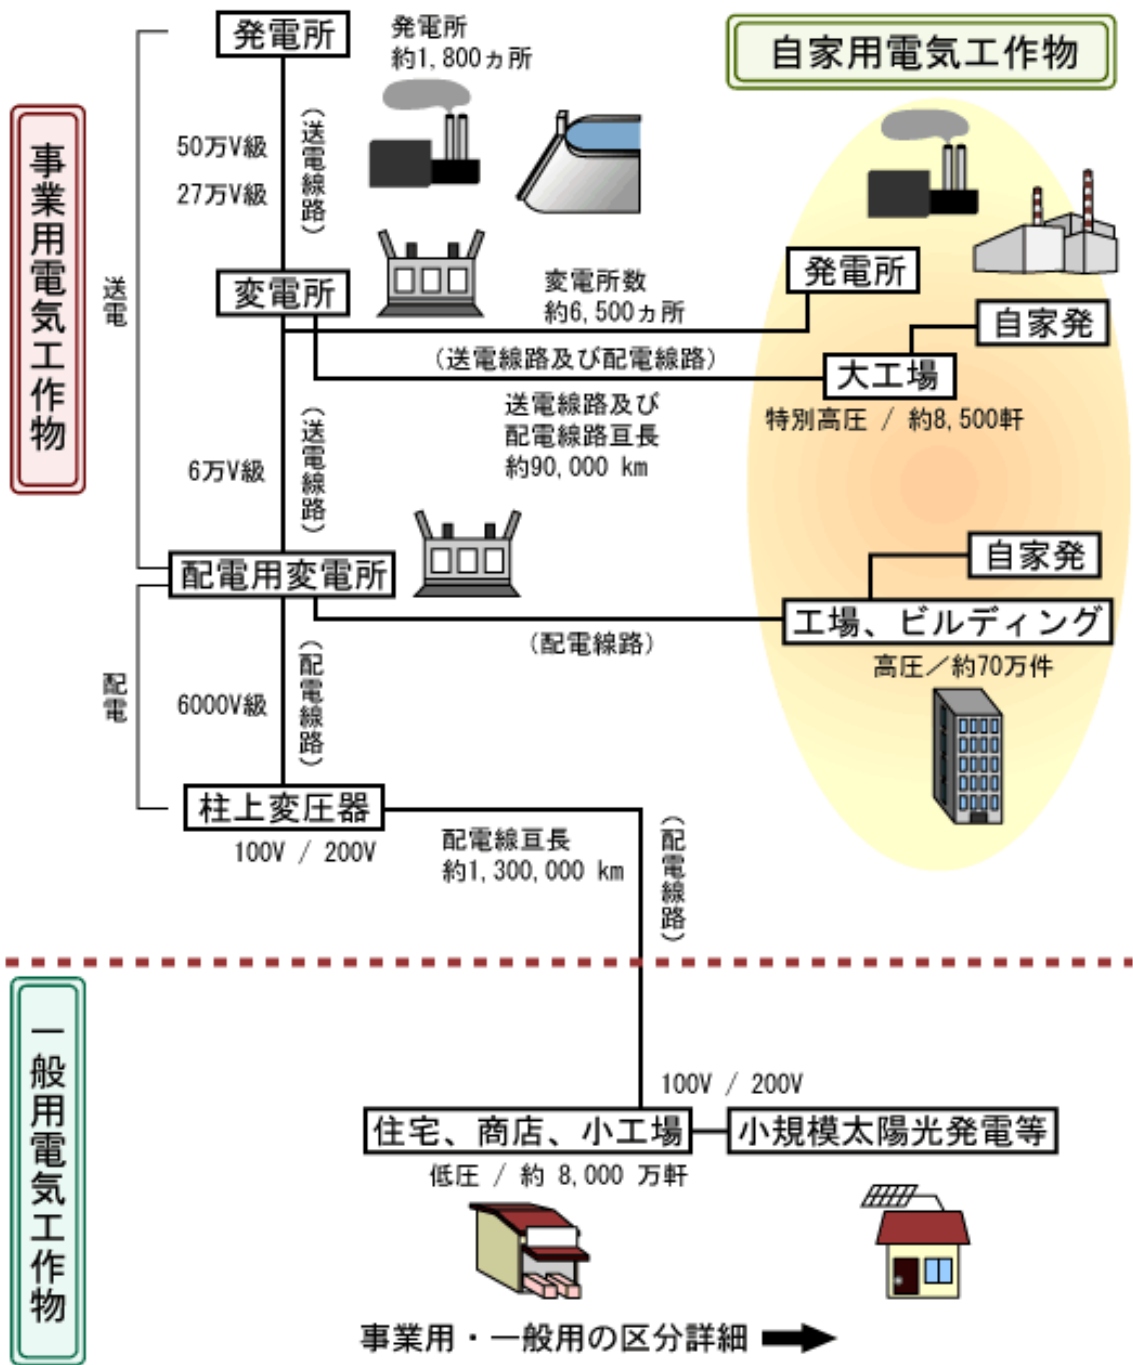 発電所
発電所
約1,800ヵ所
自家用電気工作物
事業用電気工作物
送電
50万V級
27万V級
(送電線路)
変電所
変電所数
約6,500ヵ所
発電所
自家発
(送電線路及び配電線路)
大工場
特別高圧 / 約8,500軒
送電線路及び
配電線路亘長
約90,000 km
6万V級
(送電線路)
配電用変電所
自家発
工場、ビルディング
(配電線路)
高圧／約70万件
配電
6000V級
(配電線路)
柱上変圧器
100V / 200V
配電線亘長
約1,300,000 km
(配電線路)
一般用電気工作物
100V / 200V
住宅、商店、小工場
小規模太陽光発電等
低圧 / 約 8,000 万軒
事業用・一般用の区分詳細